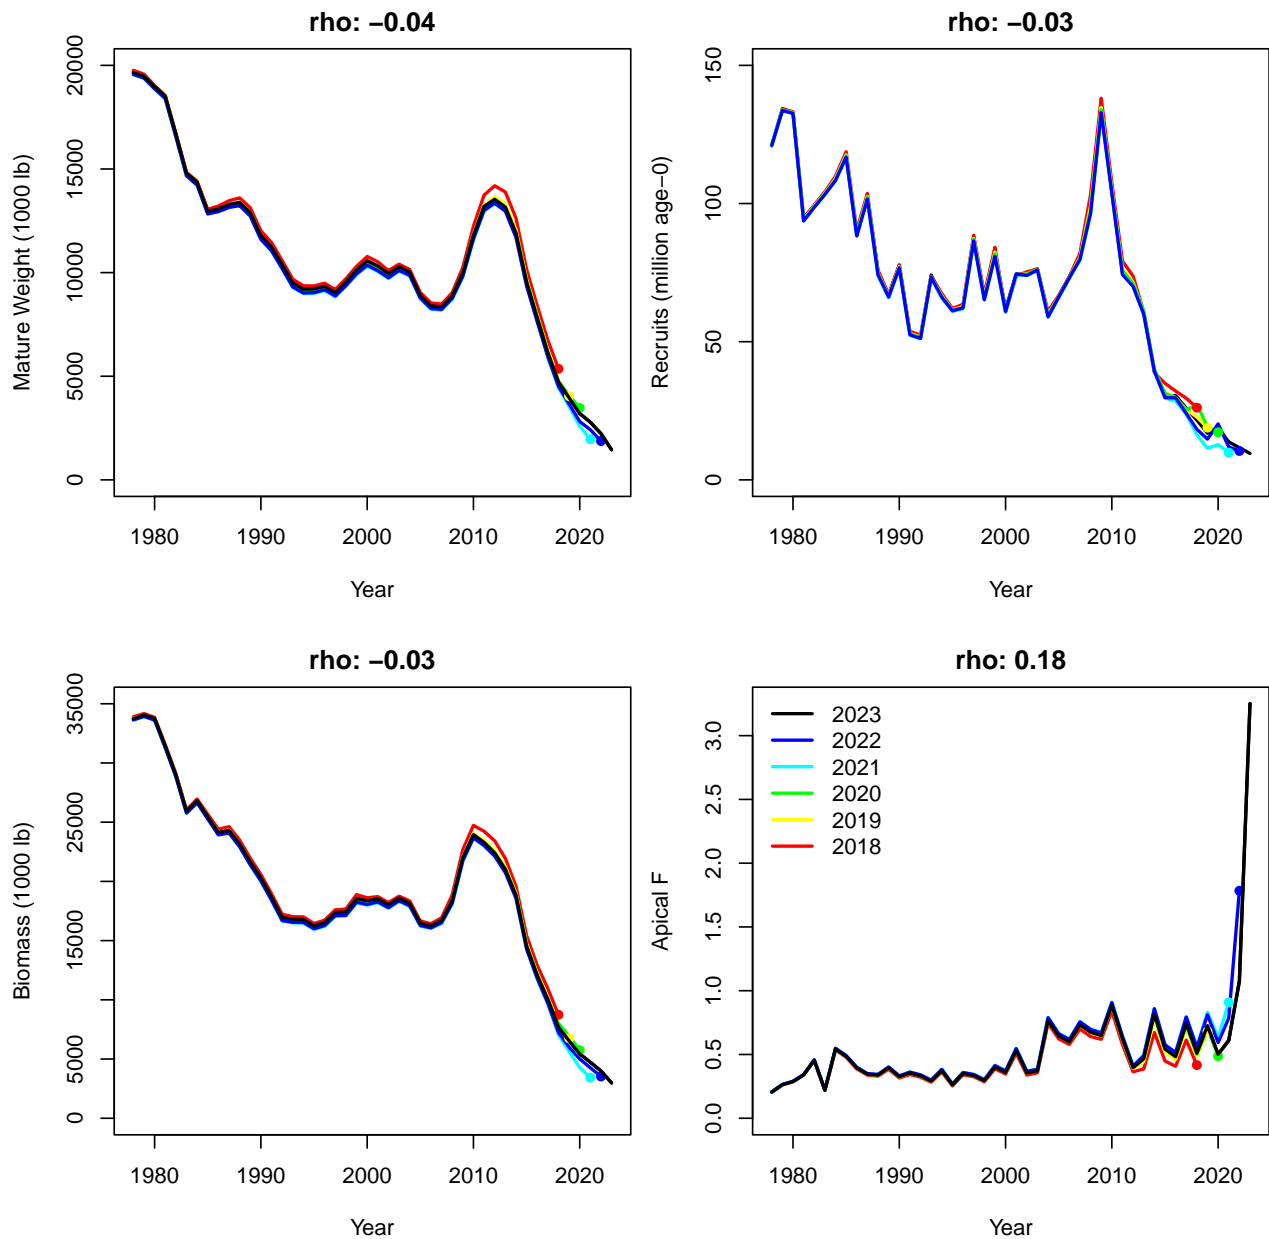 rho: −0.04
Mature Weight (1000 lb)
20000
15000
10000
5000
0
1980 1990 2000 2010 2020
Year
rho: −0.03
Recruits (million age−0)
150
100
50
0
1980 1990 2000 2010 2020
Year
rho: −0.03
Biomass (1000 lb)
35000
25000
15000
5000
0
1980 1990 2000 2010 2020
Year
rho: 0.18
Apical F
3.0
2.5
2.0
1.5
1.0
0.5
0.0
2023
2022
2021
2020
2019
2018
1980 1990 2000 2010 2020
Year